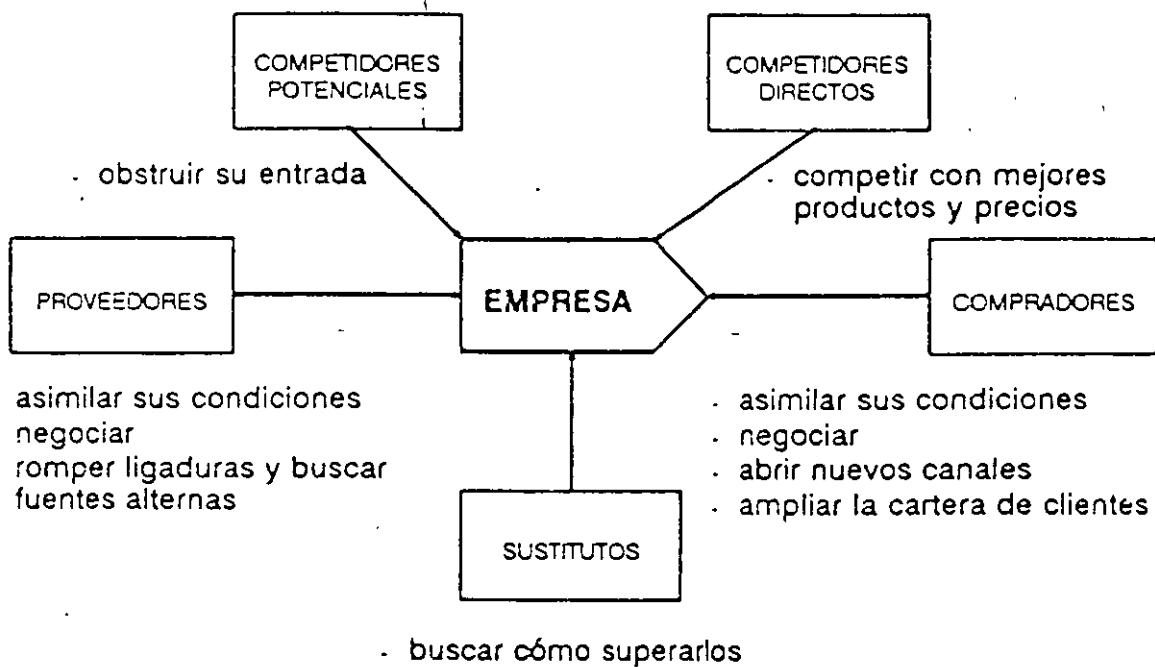 COMPETIDORES
POTENCIALES
COMPETIDORES
DIRECTOS
· obstruir su entrada
· competir con mejores
productos y precios
PROVEEDORES
EMPRESA
COMPRADORES
asimilar sus condiciones
negociar
romper ligaduras y buscar
fuentes alternas
· asimilar sus condiciones
· negociar
· abrir nuevos canales
· ampliar la cartera de clientes
SUSTITUTOS
· buscar cómo superarlos